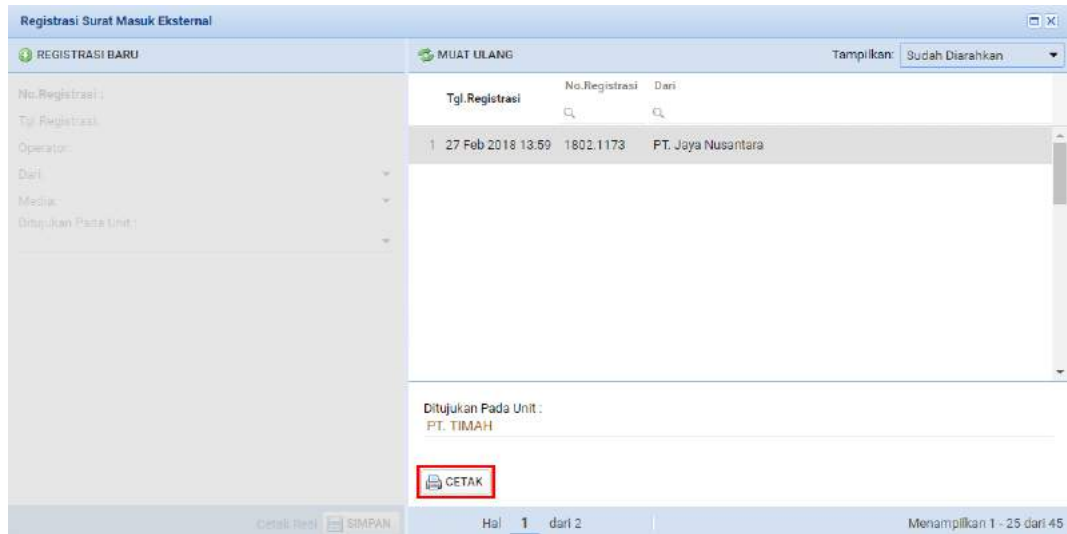 Registrasi Surat Masuk Eksternal
REGISTRASI BARU
No.Registrasi :
Tgl.Registrasi:
Operator:
Dari:
Media:
Ditujukan Pada Unit :
Cetak Resi SIMPAN
MUAT ULANG Tampilkan: Sudah Diarahkan
Tgl.Registrasi No.Registrasi Dari
1 27 Feb 2018 13:59 1802.1173 PT. Jaya Nusantara
Ditujukan Pada Unit :
PT. TIMAH
CETAK
Hal 1 dari 2 Menampilkan 1 - 25 dari 45